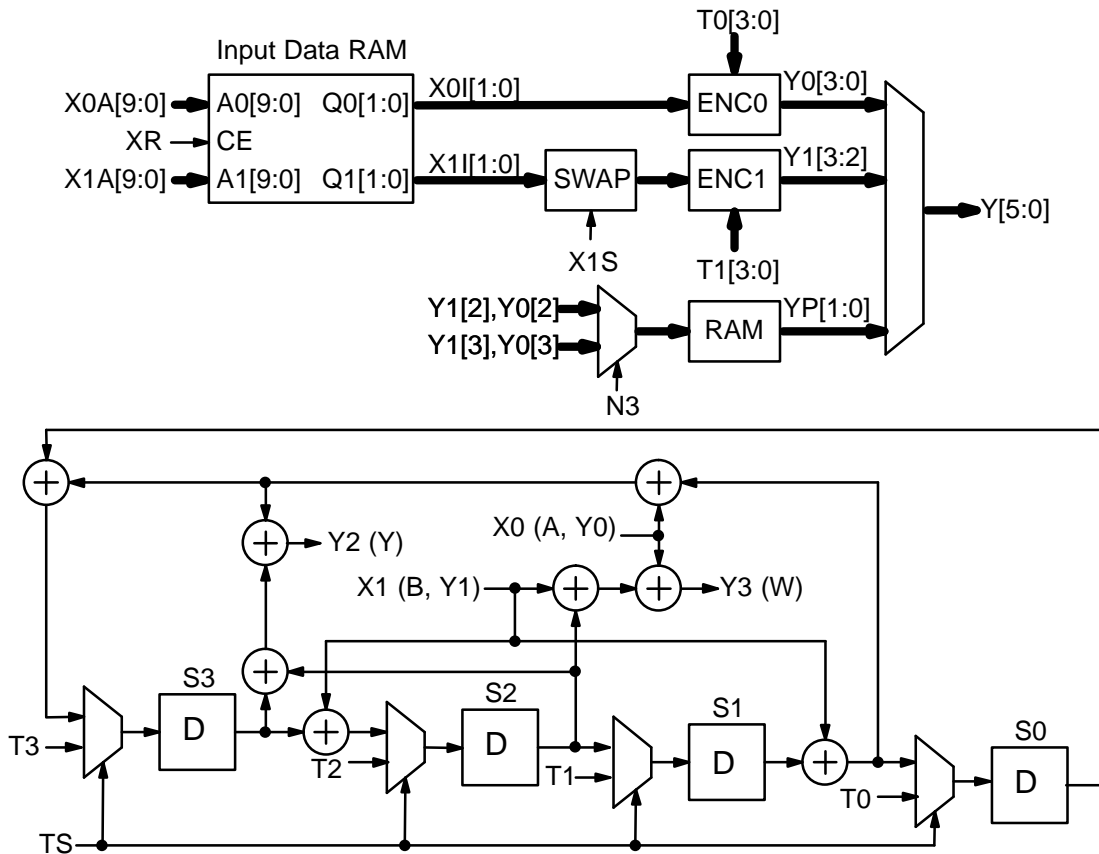 T0[3:0]
Input Data RAM
X0A[9:0] A0[9:0] Q0[1:0] X0I[1:0] ENC0 Y0[3:0]
XR CE
X1A[9:0] A1[9:0] Q1[1:0] X1I[1:0] SWAP ENC1 Y1[3:2]
Y[5:0]
X1S T1[3:0]
Y1[2],Y0[2] RAM YP[1:0]
Y1[3],Y0[3]
N3
+ +
X0 (A, Y0)
+ Y2 (Y)
X1 (B, Y1) + + Y3 (W)
+
S3 S2 S1 S0
D + D D + D
T3 T2 T1 T0
TS